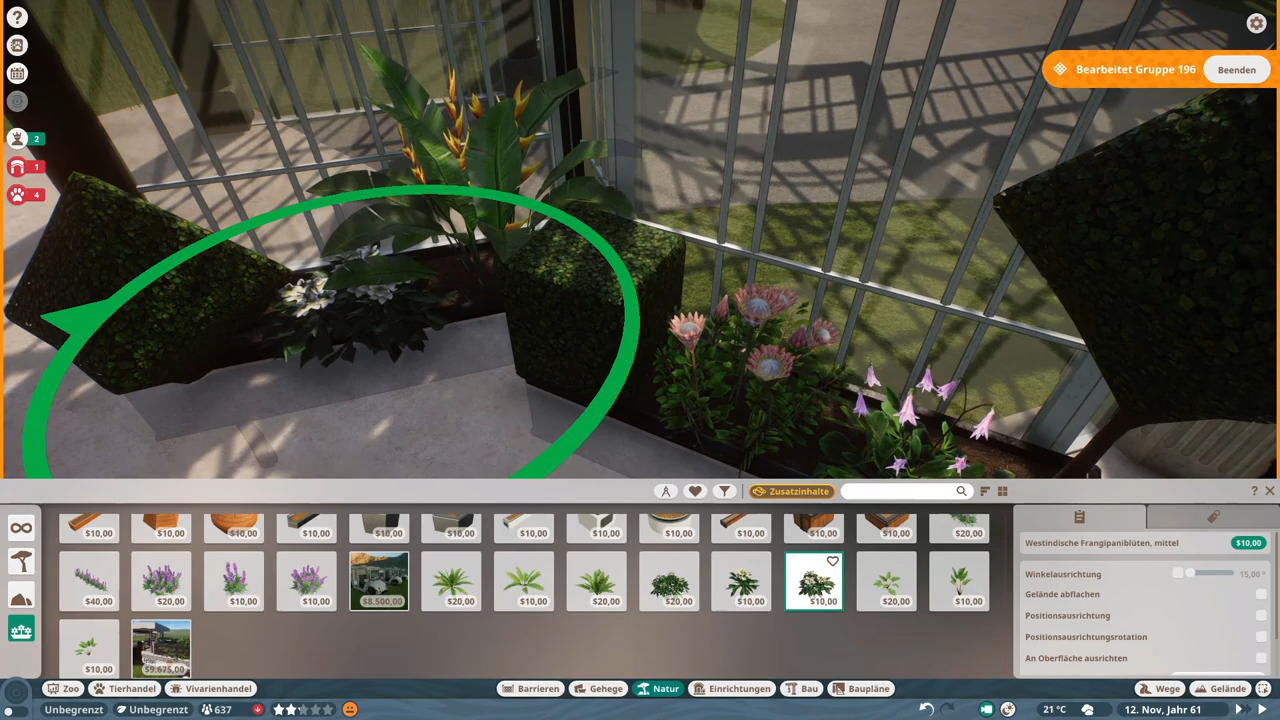 ?
Bearbeitet Gruppe 196
Beenden
2
1
4
Zusatzinhalte
?
$10,00 $10,00 $10,00 $10,00 $10,00 $10,00 $10,00 $10,00 $10,00 $10,00 $10,00 $10,00 $20,00
Westindische Frangipaniblüten, mittel $10,00
$40,00 $20,00 $10,00 $10,00 $8.500,00 $20,00 $10,00 $20,00 $20,00 $10,00 $10,00 $20,00 $10,00
Winkelausrichtung 15,00 °
Gelände abflachen
Positionsausrichtung
Positionsausrichtungsrotation
An Oberfläche ausrichten
$10,00 $9.675,00
Zoo Tierhandel Vivarienhandel Barrieren Gehege Natur Einrichtungen Bau Baupläne Wege Gelände
Unbegrenzt Unbegrenzt 637 21 °C 12. Nov, Jahr 61